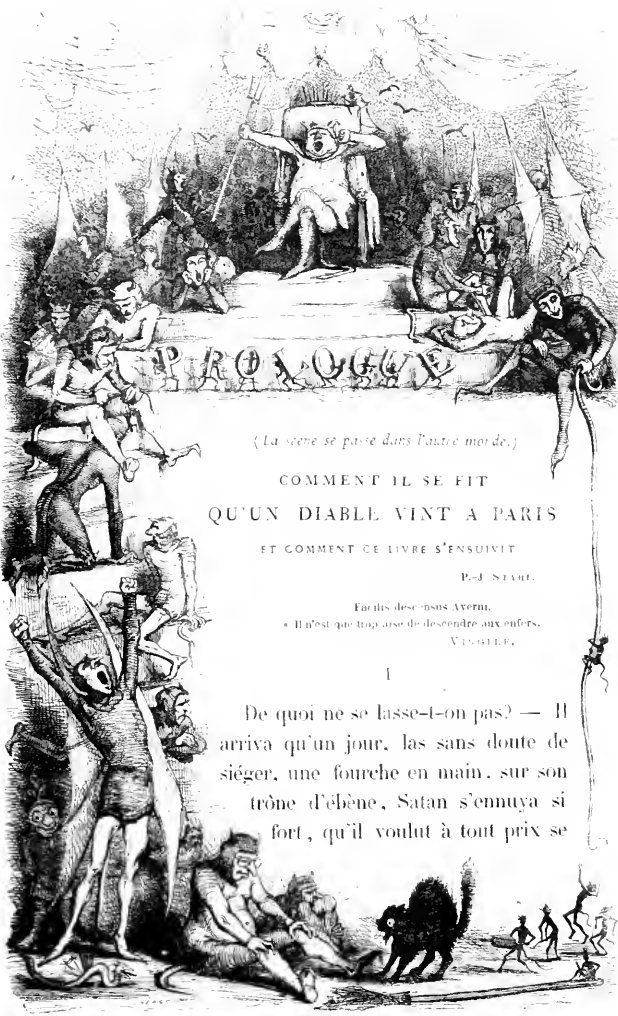 PROLOGUE
(La scène se passe dans l'autre monde.)
COMMENT IL SE FIT
QU'UN DIABLE VINT A PARIS
ET COMMENT CE LIVRE S'ENSUIVIT
P.-J. STAHL.
Facilis descensus Averni.
« Il n'est que trop aisé de descendre aux enfers.
VIRGILE.
I
De quoi ne se lasse-t-on pas? — Il
arriva qu'un jour, las sans doute de
siéger, une fourche en main, sur son
trône d'ébène, Satan s'ennuya si
fort, qu'il voulut à tout prix se